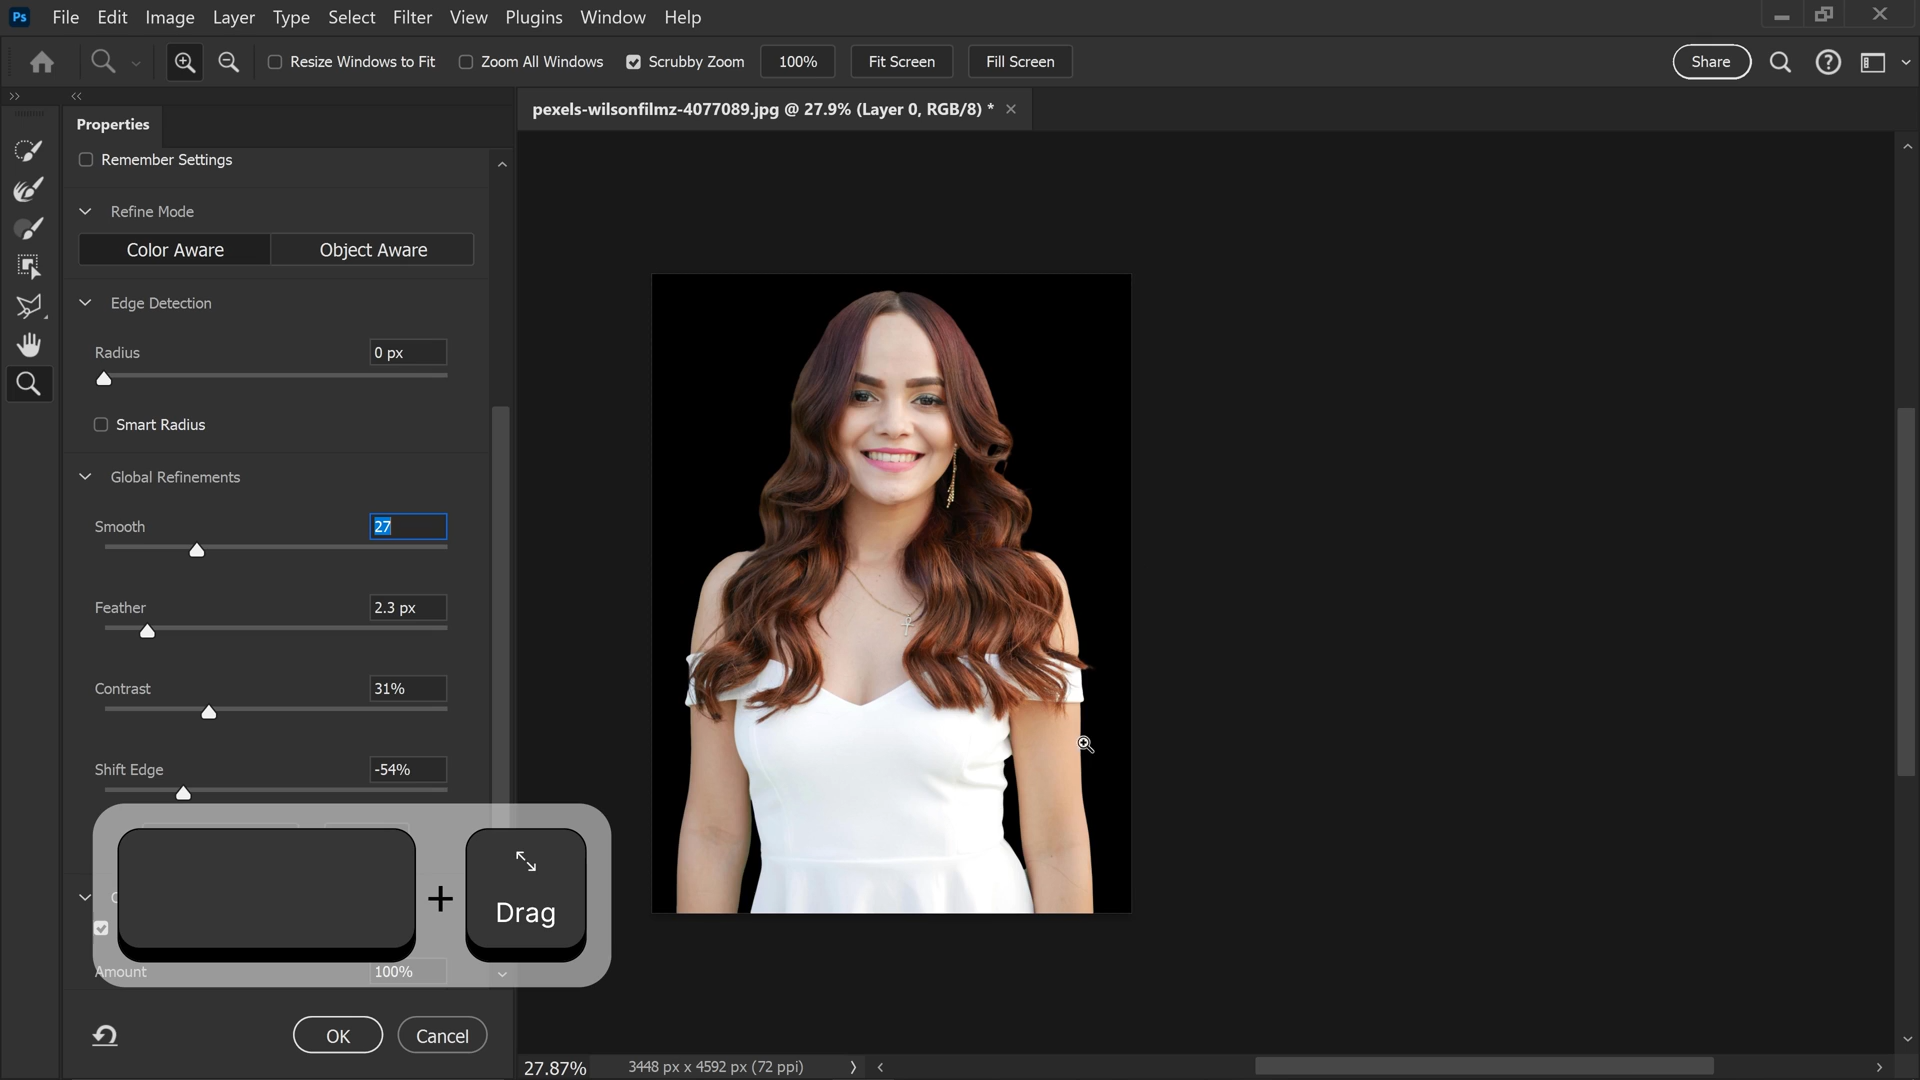 Ps File Edit Image Layer Type Select Filter View Plugins Window Help
Resize Windows to Fit Zoom All Windows Scrubby Zoom 100% Fit Screen Fill Screen Share
Properties
pexels-wilsonfilmz-4077089.jpg @ 27.9% (Layer 0, RGB/8) *
Remember Settings
Refine Mode
Color Aware Object Aware
Edge Detection
Radius 0 px
Smart Radius
Global Refinements
Smooth 27
Feather 2.3 px
Contrast 31%
Shift Edge -54%
+ Drag
Amount 100%
OK Cancel
27.87% 3448 px x 4592 px (72 ppi)